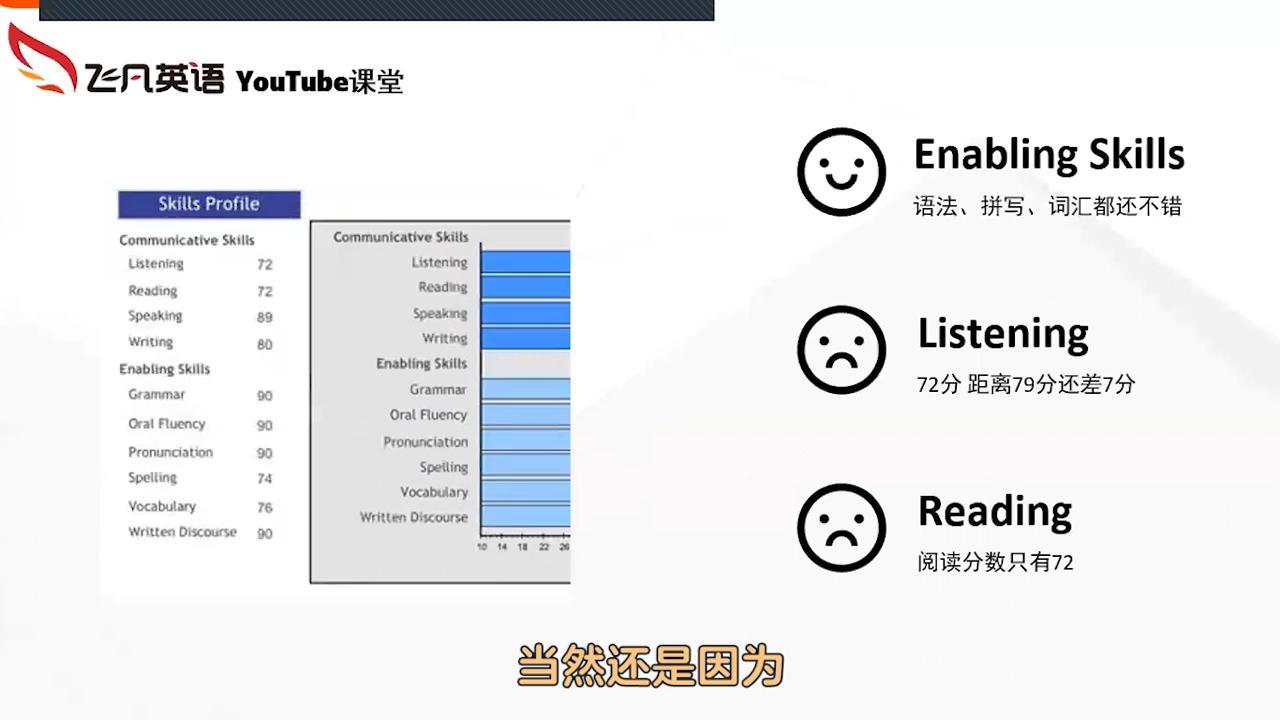 飞凡英语 YouTube课堂
Skills Profile
Communicative Skills
Listening 72
Reading 72
Speaking 89
Writing 80
Enabling Skills
Grammar 90
Oral Fluency 90
Pronunciation 90
Spelling 74
Vocabulary 76
Written Discourse 90
Communicative Skills
Listening
Reading
Speaking
Writing
Enabling Skills
Grammar
Oral Fluency
Pronunciation
Spelling
Vocabulary
Written Discourse
10 14 18 22 26
Enabling Skills
语法、拼写、词汇都还不错
Listening
72分 距离79分还差7分
Reading
阅读分数只有72
当然还是因为